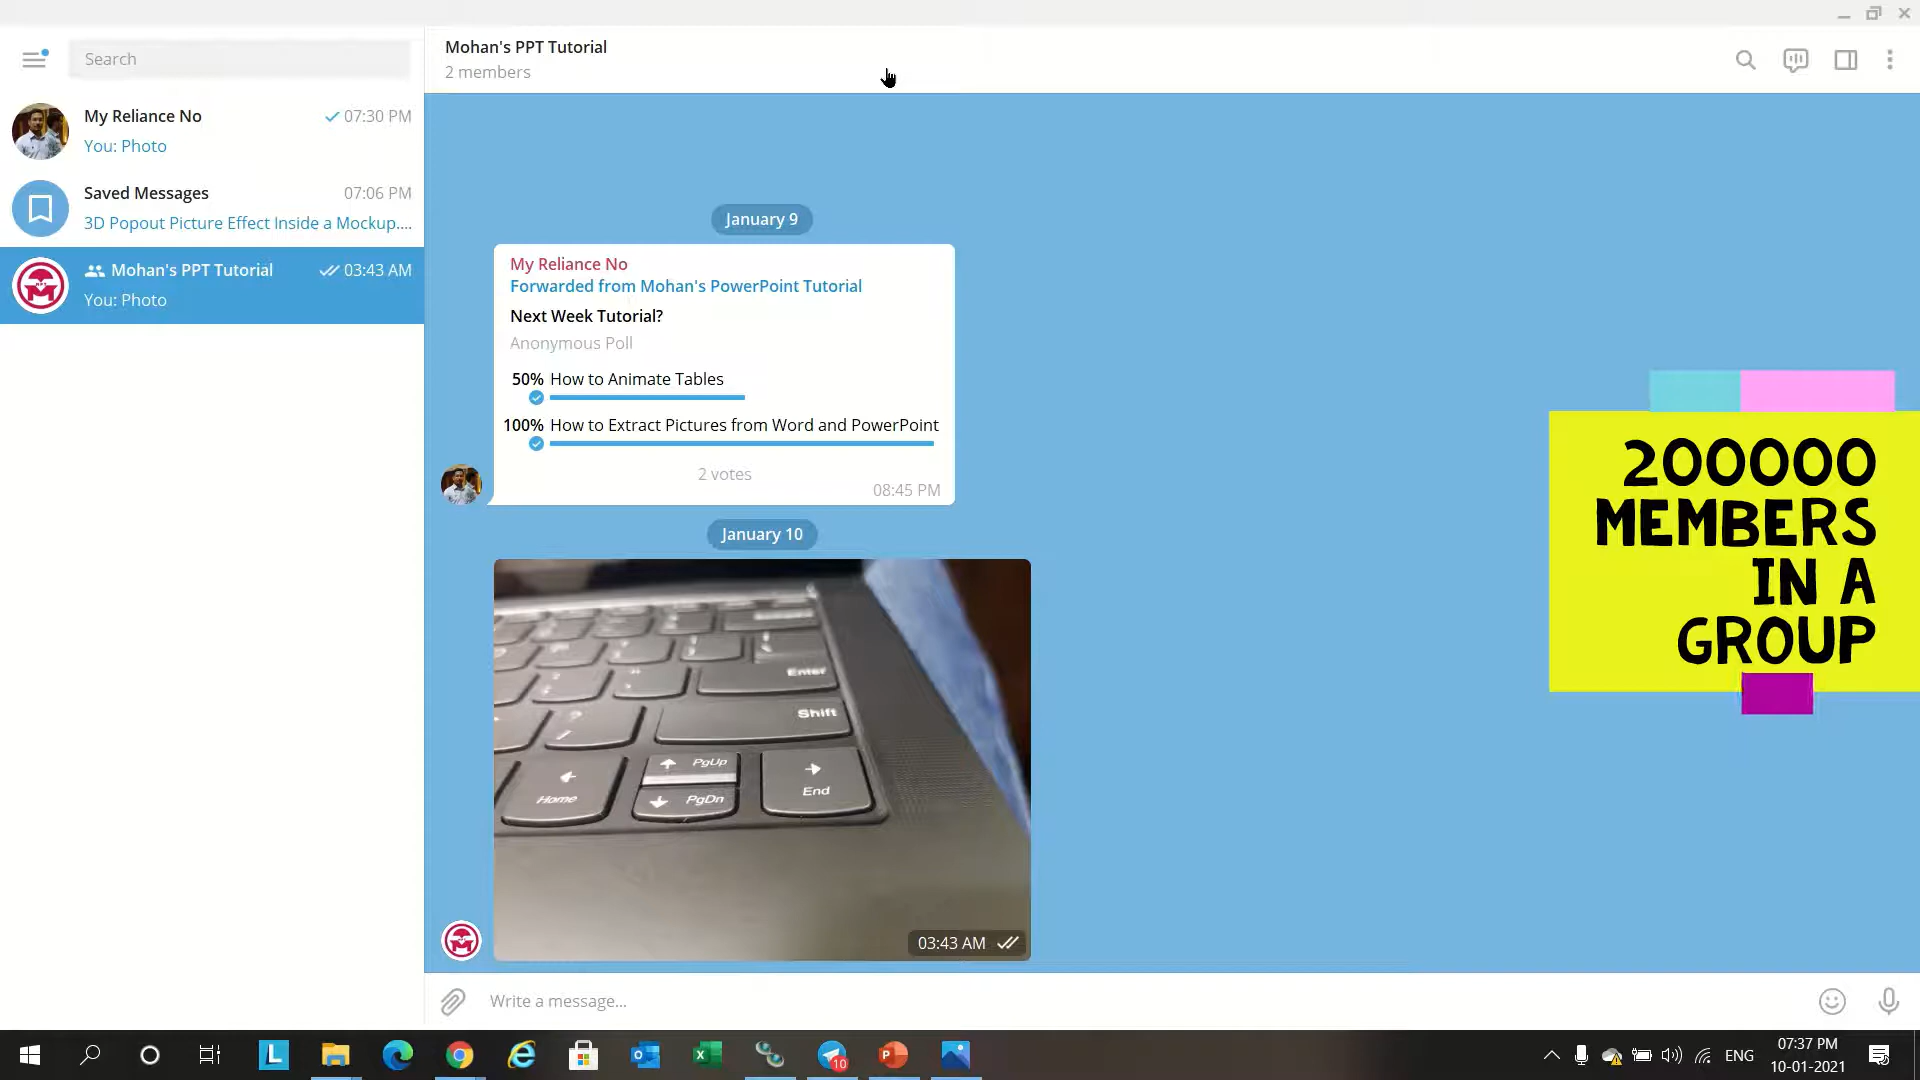 Search
My Reliance No
07:30 PM
You: Photo
Saved Messages
07:06 PM
3D Popout Picture Effect Inside a Mockup....
Mohan's PPT Tutorial
03:43 AM
You: Photo
Mohan's PPT Tutorial
2 members
January 9
My Reliance No
Forwarded from Mohan's PowerPoint Tutorial
Next Week Tutorial?
Anonymous Poll
50% How to Animate Tables
100% How to Extract Pictures from Word and PowerPoint
2 votes
08:45 PM
January 10
Enter
Shift
PgUp
Home
PgDn
End
03:43 AM
200000
MEMBERS
IN A
GROUP
Write a message...
L
10
P
ENG
07:37 PM
10-01-2021